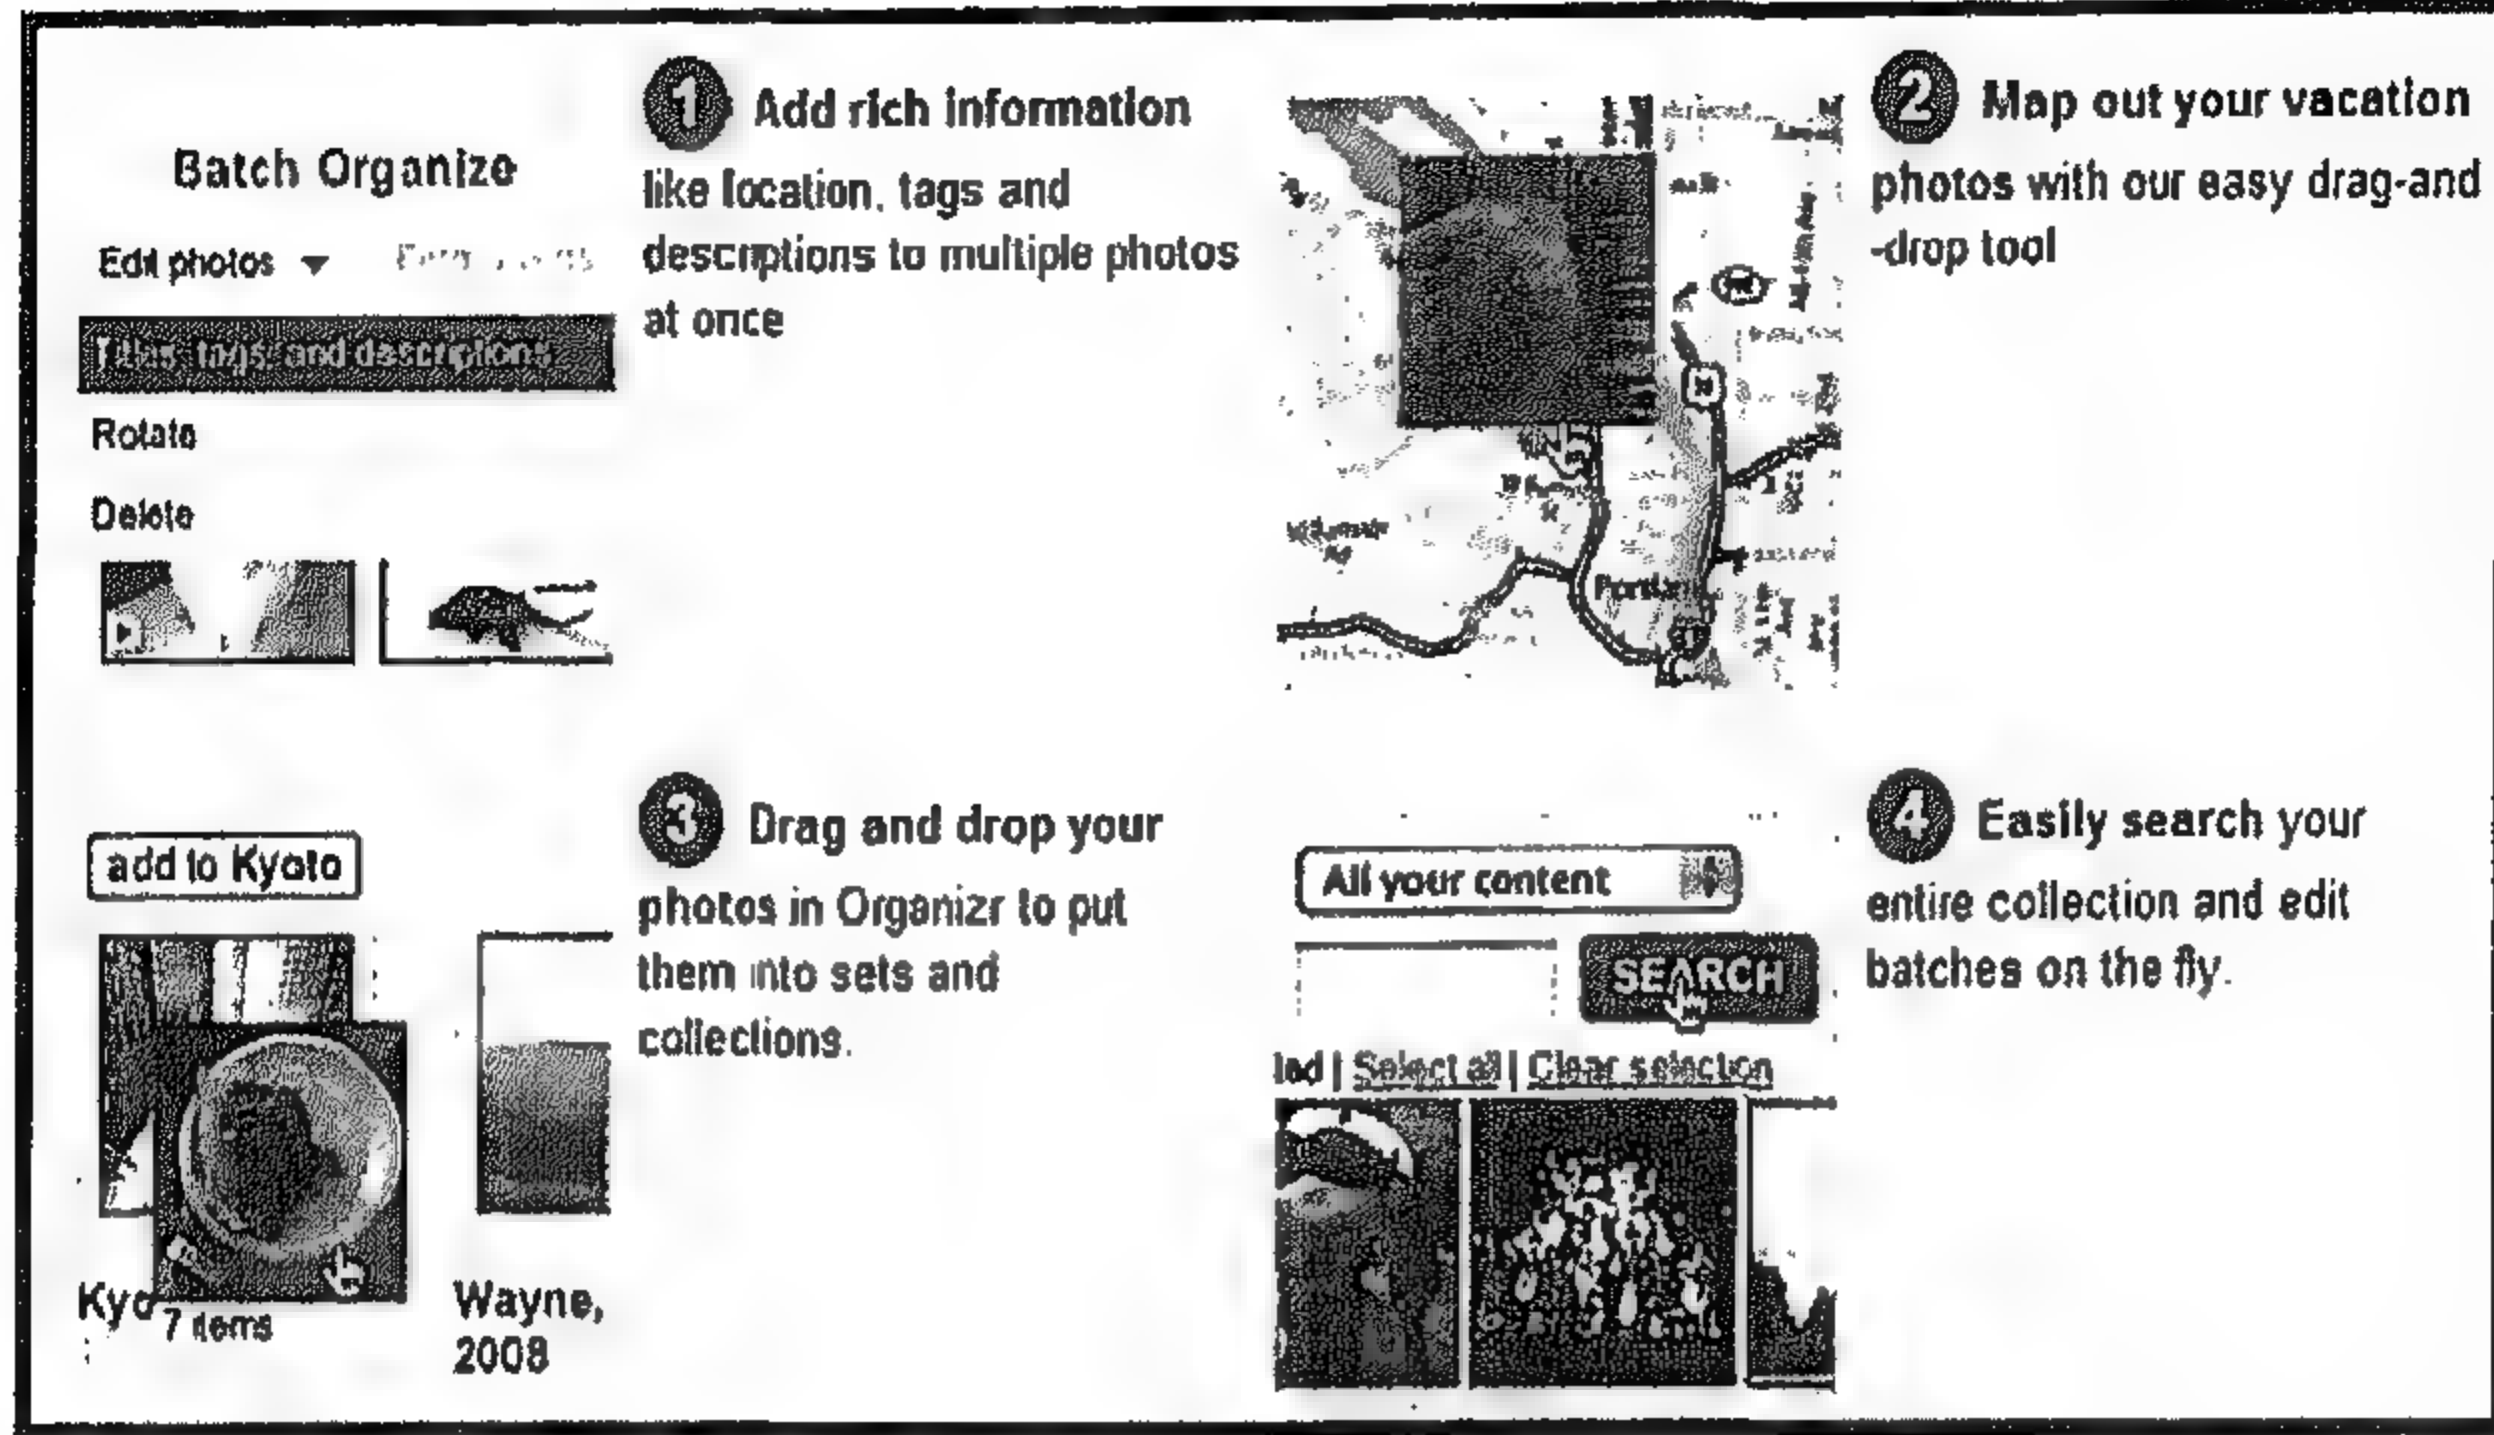 Batch Organize
Edit photos
Titles, tags, and descriptions
Rotate
Delete
1 Add rich information
like location, tags and
descriptions to multiple photos
at once
Portland
2 Map out your vacation
photos with our easy drag-and
-drop tool
add to Kyoto
Kyo
7 items
Wayne,
2008
3 Drag and drop your
photos in Organizr to put
them into sets and
collections.
All your content
SEARCH
Select all | Clear selection
4 Easily search your
entire collection and edit
batches on the fly.